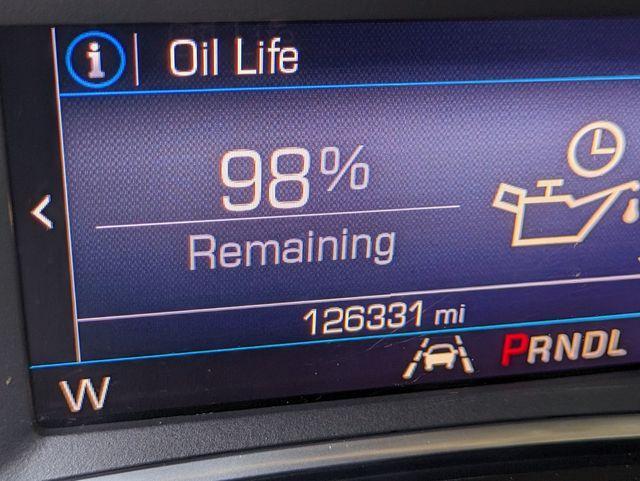 i Oil Life
98%
Remaining
126331 mi
W PRNDL